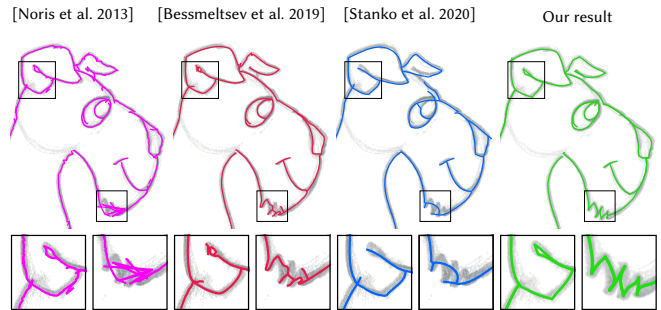 [Noris et al. 2013] [Bessmeltsev et al. 2019] [Stanko et al. 2020] Our result